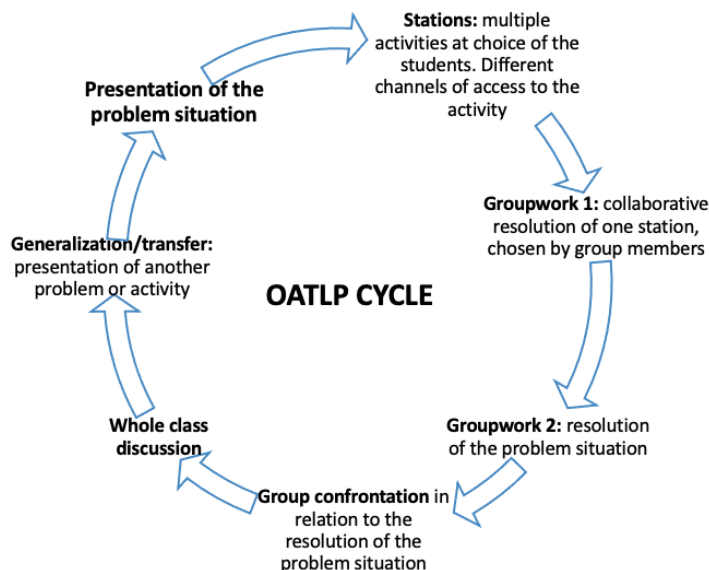 Stations: multiple
activities at choice of the
students. Different
channels of access to the
activity
Groupwork 1: collaborative
resolution of one station,
chosen by group members
Groupwork 2: resolution
of the problem situation
Group confrontation in
relation to the
resolution of the
problem situation
Whole class
discussion
Generalization/transfer:
presentation of another
problem or activity
Presentation of the
problem situation
OATLP CYCLE